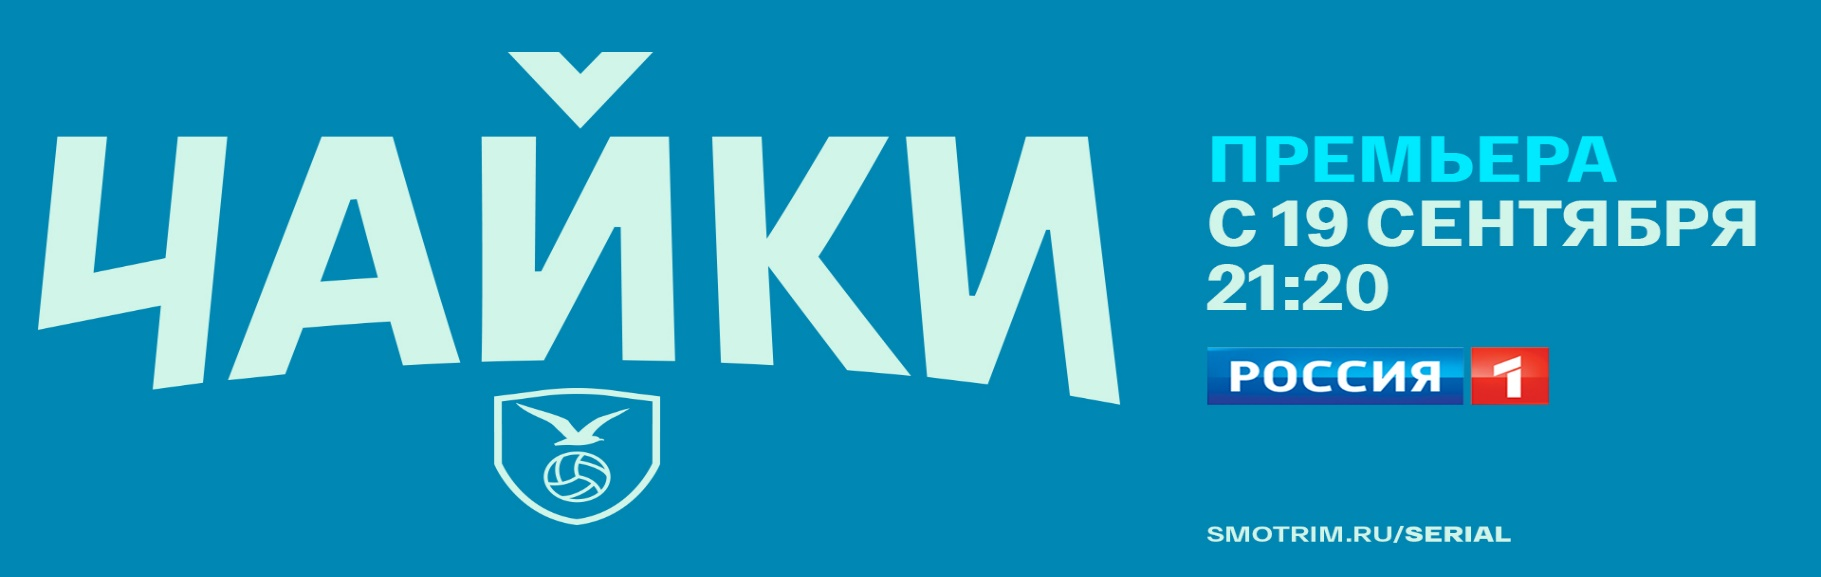 ЧАЙКИ
ПРЕМЬЕРА
С 19 СЕНТЯБРЯ
21:20
РОССИЯ 1
SMOTRIM.RU/SERIAL